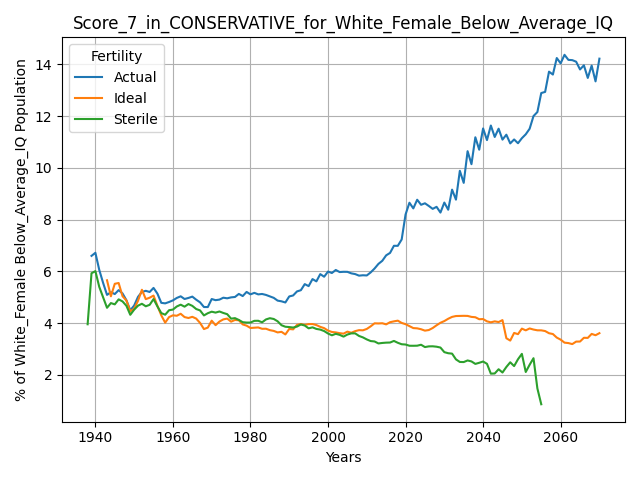 Score_7_in_CONSERVATIVE_for_White_Female_Below_Average_IQ
Fertility
Actual
Ideal
Sterile
% of White_Female Below_Average_IQ Population
14
12
10
8
6
4
2
1940
1960
1980
2000
2020
2040
2060
Years